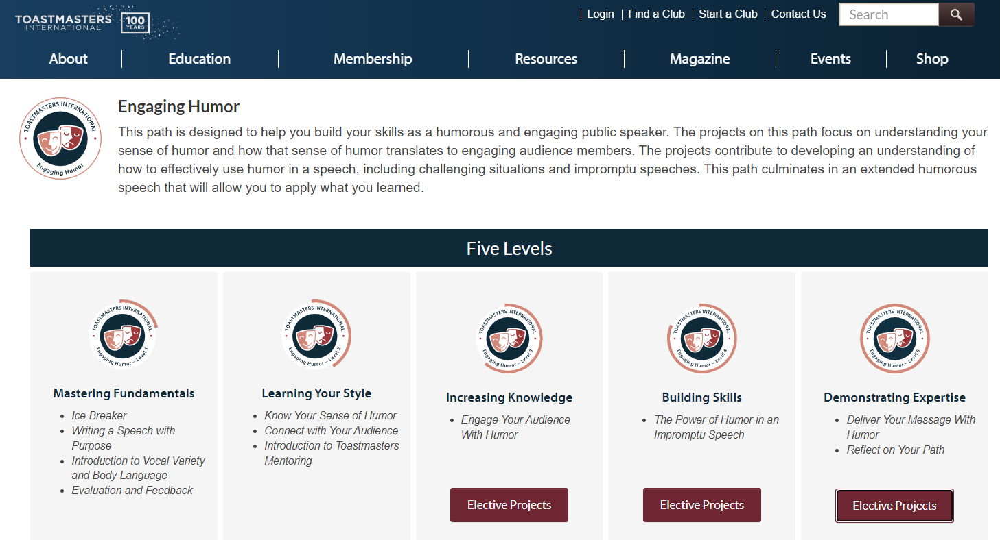 TOASTMASTERS
INTERNATIONAL
100
YEARS
Login
Find a Club
Start a Club
Contact Us
Search
About
Education
Membership
Resources
Magazine
Events
Shop
TOASTMASTERS INTERNATIONAL
Engaging Humor
Engaging Humor
This path is designed to help you build your skills as a humorous and engaging public speaker. The projects on this path focus on understanding your
sense of humor and how that sense of humor translates to engaging audience members. The projects contribute to developing an understanding of
how to effectively use humor in a speech, including challenging situations and impromptu speeches. This path culminates in an extended humorous
speech that will allow you to apply what you learned.
Five Levels
TOASTMASTERS INTERNATIONAL
Engaging Humor – Level 1
Mastering Fundamentals
Ice Breaker
Writing a Speech with
Purpose
Introduction to Vocal Variety
and Body Language
Evaluation and Feedback
TOASTMASTERS INTERNATIONAL
Engaging Humor – Level 2
Learning Your Style
Know Your Sense of Humor
Connect with Your Audience
Introduction to Toastmasters
Mentoring
TOASTMASTERS INTERNATIONAL
Engaging Humor – Level 3
Increasing Knowledge
Engage Your Audience
With Humor
Elective Projects
TOASTMASTERS INTERNATIONAL
Engaging Humor – Level 4
Building Skills
The Power of Humor in an
Impromptu Speech
Elective Projects
TOASTMASTERS INTERNATIONAL
Engaging Humor – Level 5
Demonstrating Expertise
Deliver Your Message With
Humor
Reflect on Your Path
Elective Projects